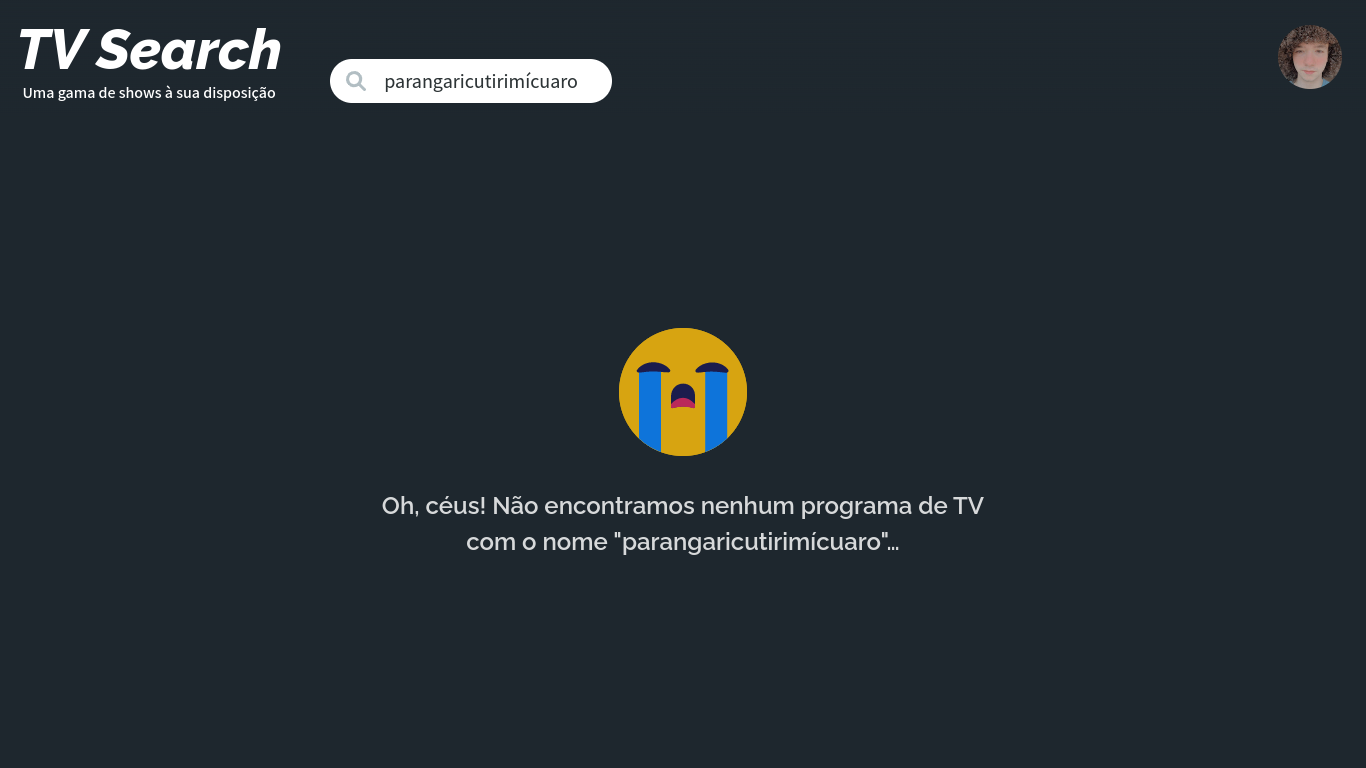 TV Search
Uma gama de shows à sua disposição
parangaricutirimícuaro
Oh, céus! Não encontramos nenhum programa de TV
com o nome "parangaricutirimícuaro"...